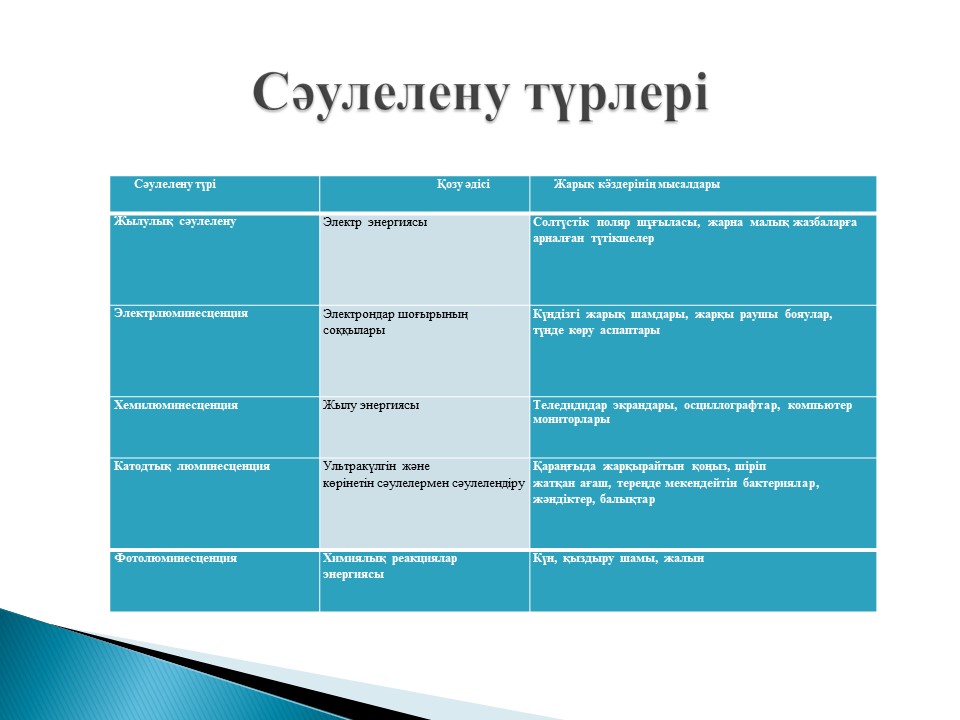 Сәулелену түрлері
Сәулелену түрі
Қозу әдісі
Жарық көздерінің мысалдары
Жылулық сәулелену
Электр энергиясы
Солтүстік поляр шұғыласы, жарна малық жазбаларға
арналған түтікшелер
Электрлюминесценция
Электрондар шоғырының
соққылары
Күндізгі жарық шамдары, жарқы раушы бояулар,
түнде көру аспаптары
Хемилюминесценция
Жылу энергиясы
Теледидидар экрандары, осциллографтар, компьютер
мониторлары
Катодтық люминесценция
Ультракүлгін және
көрінетін сәулелермен сәулелендіру
Қараңғыда жарқырайтын қоңыз, шіріп
жатқан ағаш, тереңде мекендейтін бактериялар,
жәндіктер, балықтар
Фотолюминесценция
Химиялық реакциялар
энергиясы
Күн, қыздыру шамы, жалын